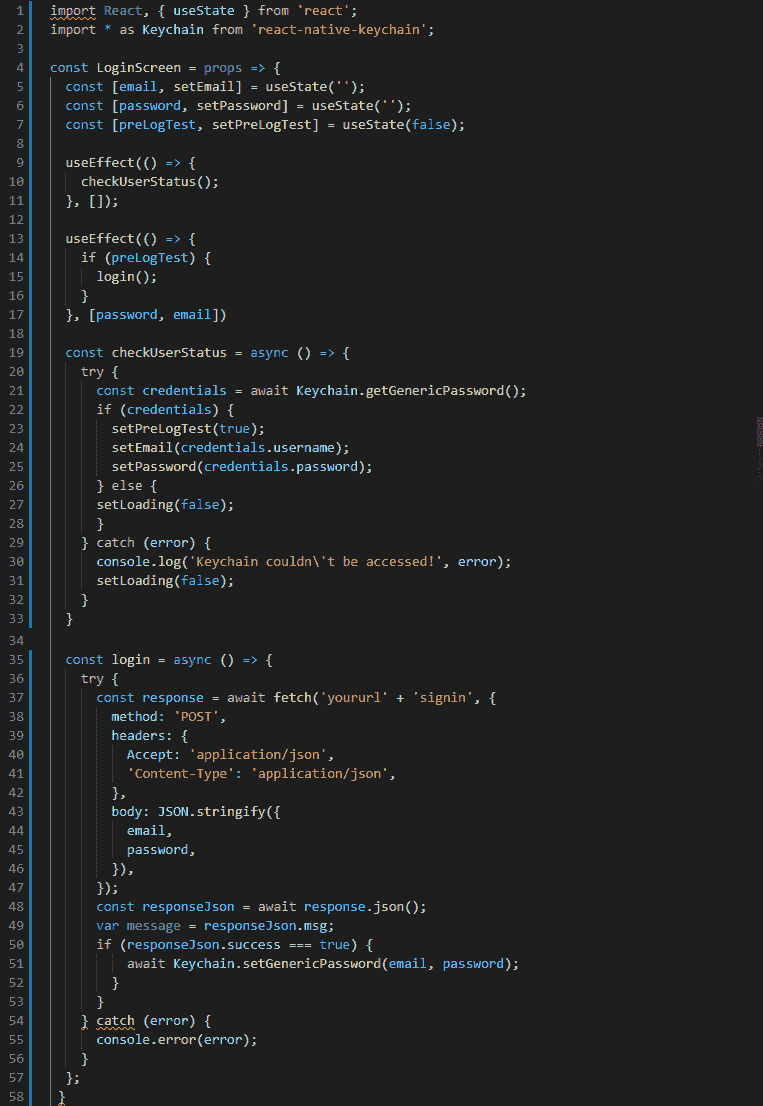 1 import React, { useState } from 'react';
2 import * as Keychain from 'react-native-keychain';
3
4 const LoginScreen = props => {
5   const [email, setEmail] = useState('');
6   const [password, setPassword] = useState('');
7   const [preLogTest, setPreLogTest] = useState(false);
8
9   useEffect(() => {
10     checkUserStatus();
11   }, []);
12
13   useEffect(() => {
14     if (preLogTest) {
15       login();
16     }
17   }, [password, email])
18
19   const checkUserStatus = async () => {
20     try {
21       const credentials = await Keychain.getGenericPassword();
22       if (credentials) {
23         setPreLogTest(true);
24         setEmail(credentials.username);
25         setPassword(credentials.password);
26       } else {
27       setLoading(false);
28       }
29     } catch (error) {
30       console.log('Keychain couldn\'t be accessed!', error);
31       setLoading(false);
32     }
33   }
34
35   const login = async () => {
36     try {
37       const response = await fetch('yoururl' + 'signin', {
38         method: 'POST',
39         headers: {
40           Accept: 'application/json',
41           'Content-Type': 'application/json',
42         },
43         body: JSON.stringify({
44           email,
45           password,
46         }),
47       });
48       const responseJson = await response.json();
49       var message = responseJson.msg;
50       if (responseJson.success === true) {
51           await Keychain.setGenericPassword(email, password);
52         }
53       }
54     } catch (error) {
55       console.error(error);
56     }
57   };
58  }